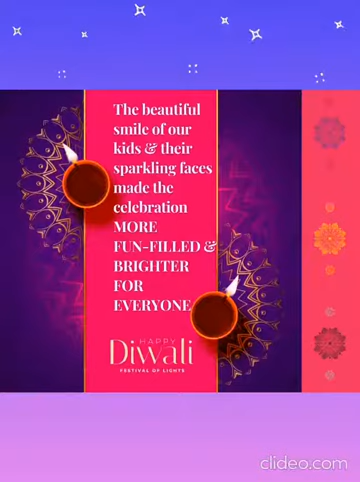 The beautiful
smile of our
kids & their
sparkling faces
made the
celebration
MORE
FUN-FILLED &
BRIGHTER
FOR
EVERYONE
HAPPY
Diwali
FESTIVAL OF LIGHTS
clideo.com